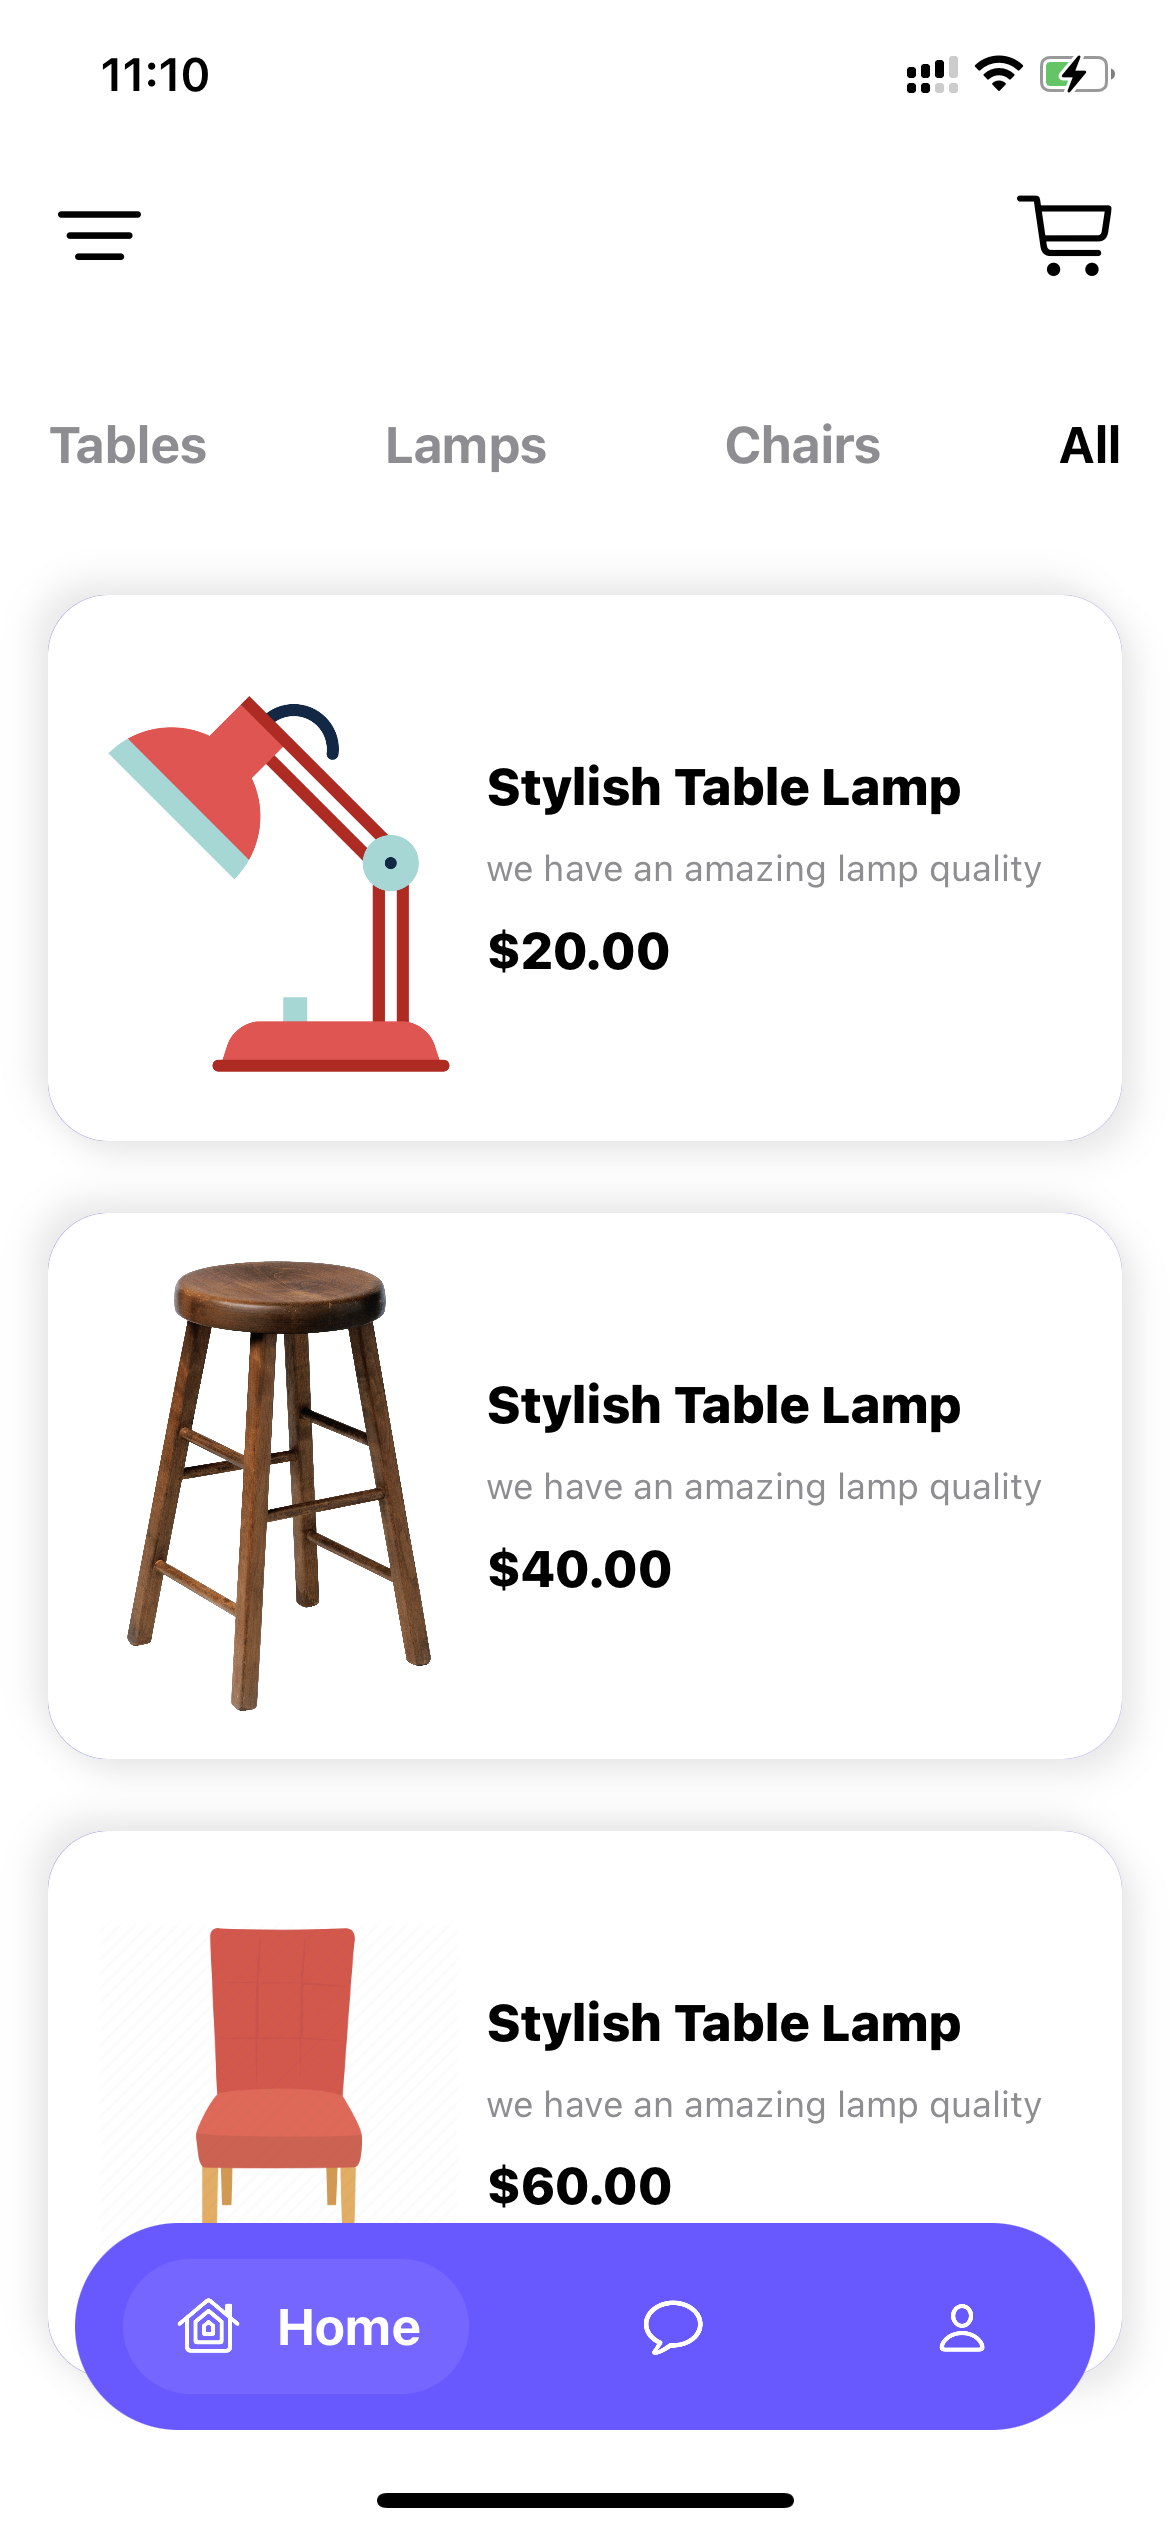 11:10
Tables Lamps Chairs All
Stylish Table Lamp
we have an amazing lamp quality
$20.00
Stylish Table Lamp
we have an amazing lamp quality
$40.00
Stylish Table Lamp
we have an amazing lamp quality
$60.00
Home